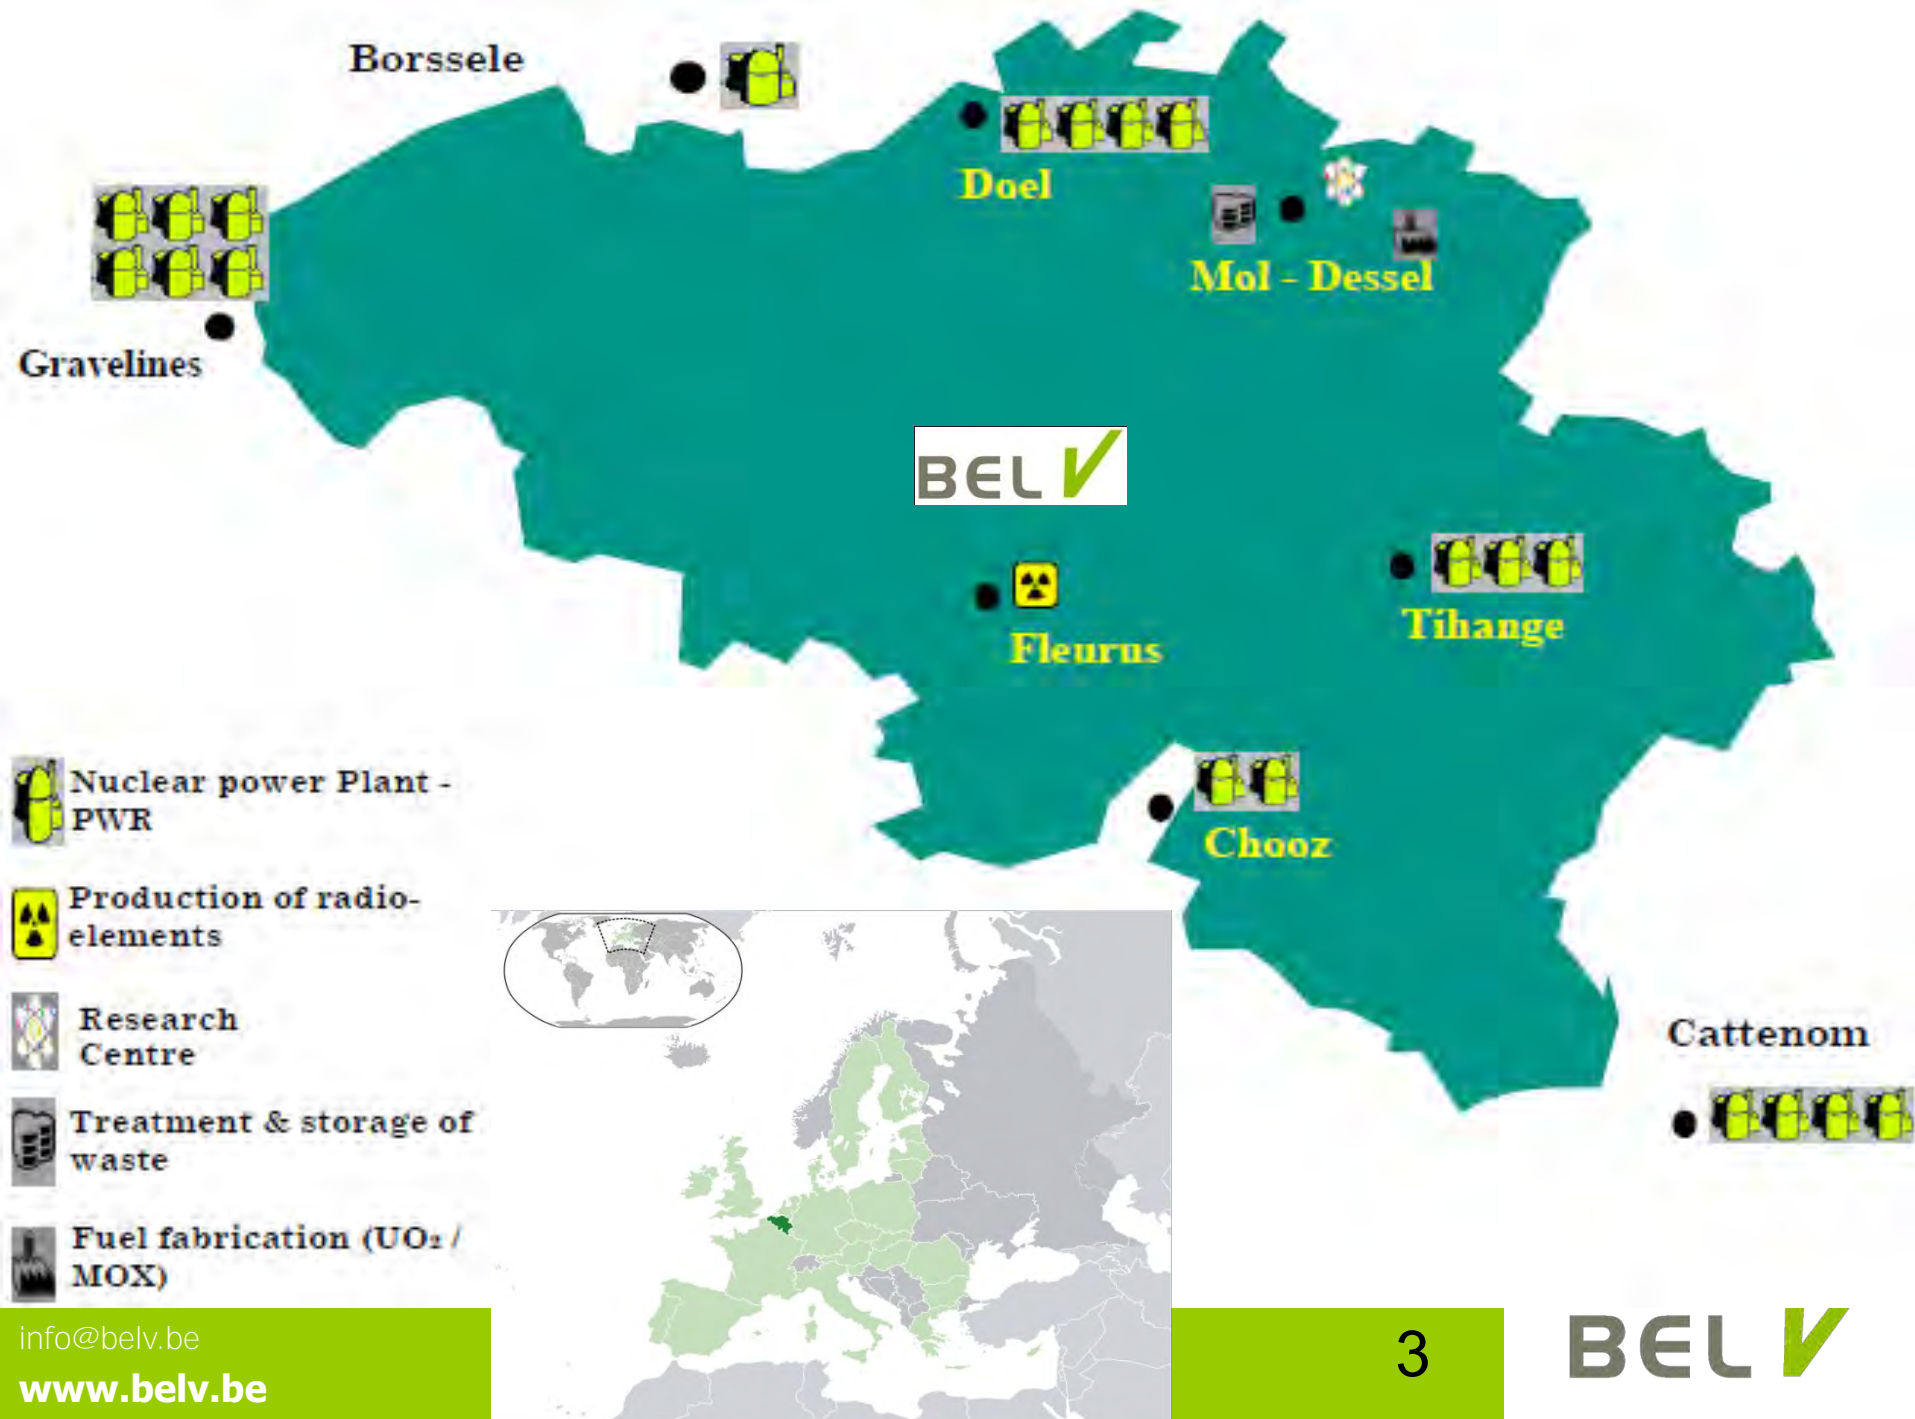 Borssele
Doel
Mol - Dessel
Gravelines
BEL V
Tihange
Fleurus
Chooz
Nuclear power Plant -
PWR
Production of radio-
elements
Research
Centre
Treatment & storage of
waste
Fuel fabrication (UO₂ /
MOX)
Cattenom
info@belv.be
www.belv.be
3
BEL V